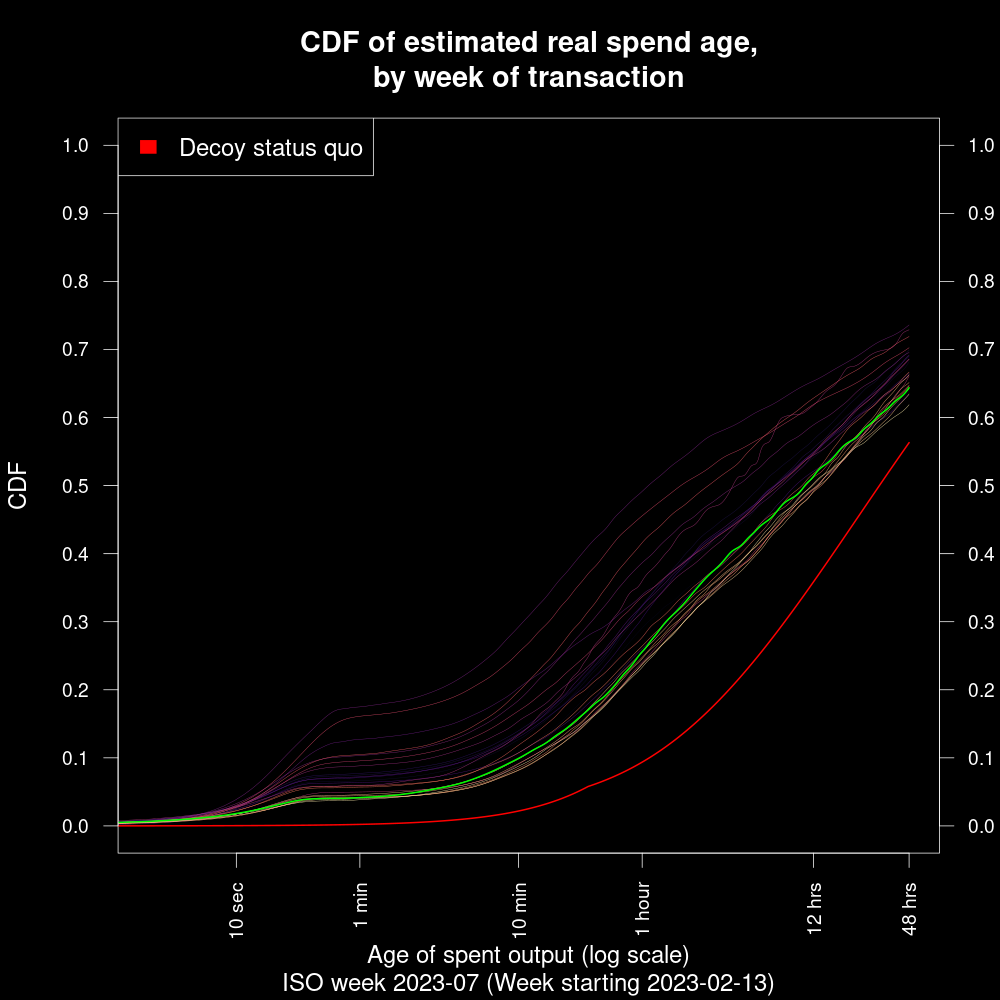 CDF of estimated real spend age,
by week of transaction
Decoy status quo
1.0
0.9
0.8
0.7
0.6
0.5
0.4
0.3
0.2
0.1
0.0
1.0
0.9
0.8
0.7
0.6
0.5
0.4
0.3
0.2
0.1
0.0
CDF
10 sec
1 min
10 min
1 hour
12 hrs
48 hrs
Age of spent output (log scale)
ISO week 2023-07 (Week starting 2023-02-13)